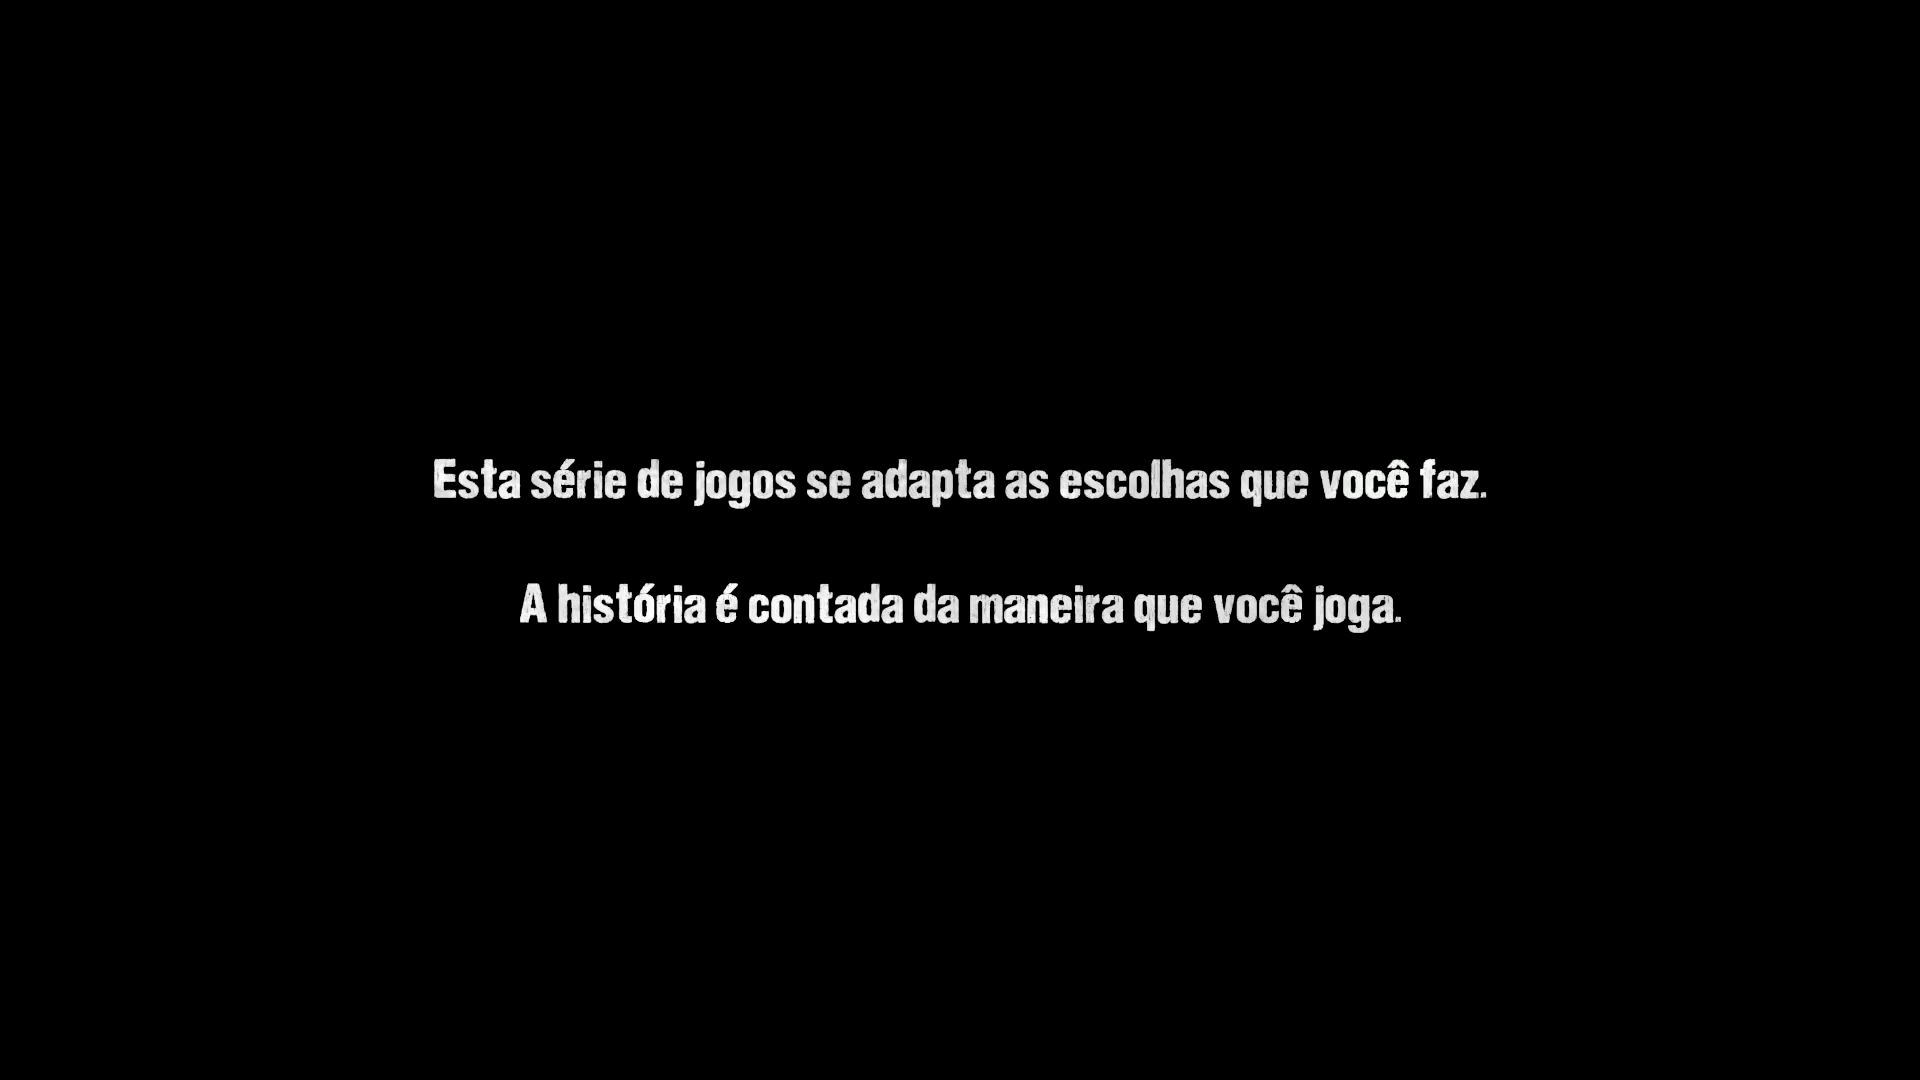 Esta série de jogos se adapta as escolhas que você faz.
A história é contada da maneira que você joga.